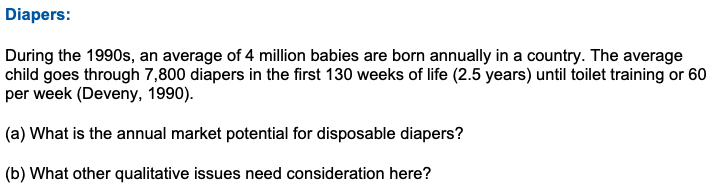 Diapers:
During the 1990s, an average of 4 million babies are born annually in a country. The average
child goes through 7,800 diapers in the first 130 weeks of life (2.5 years) until toilet training or 60
per week (Deveny, 1990).
(a) What is the annual market potential for disposable diapers?
(b) What other qualitative issues need consideration here?